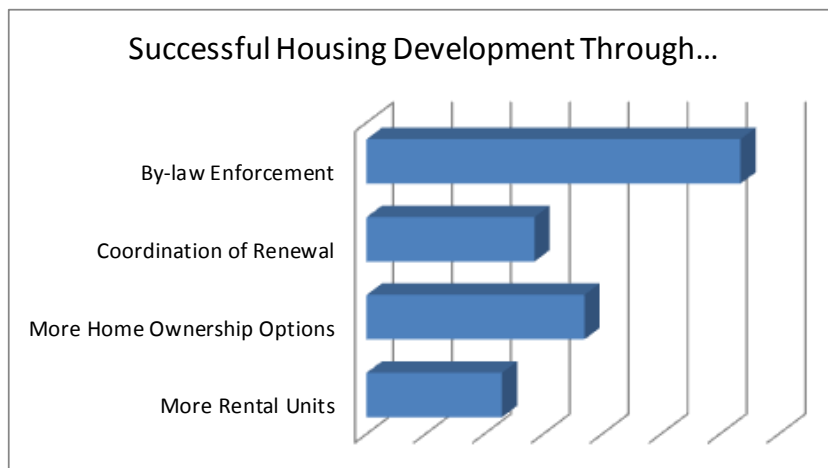 Successful Housing Development Through…
By-law Enforcement
Coordination of Renewal
More Home Ownership Options
More Rental Units